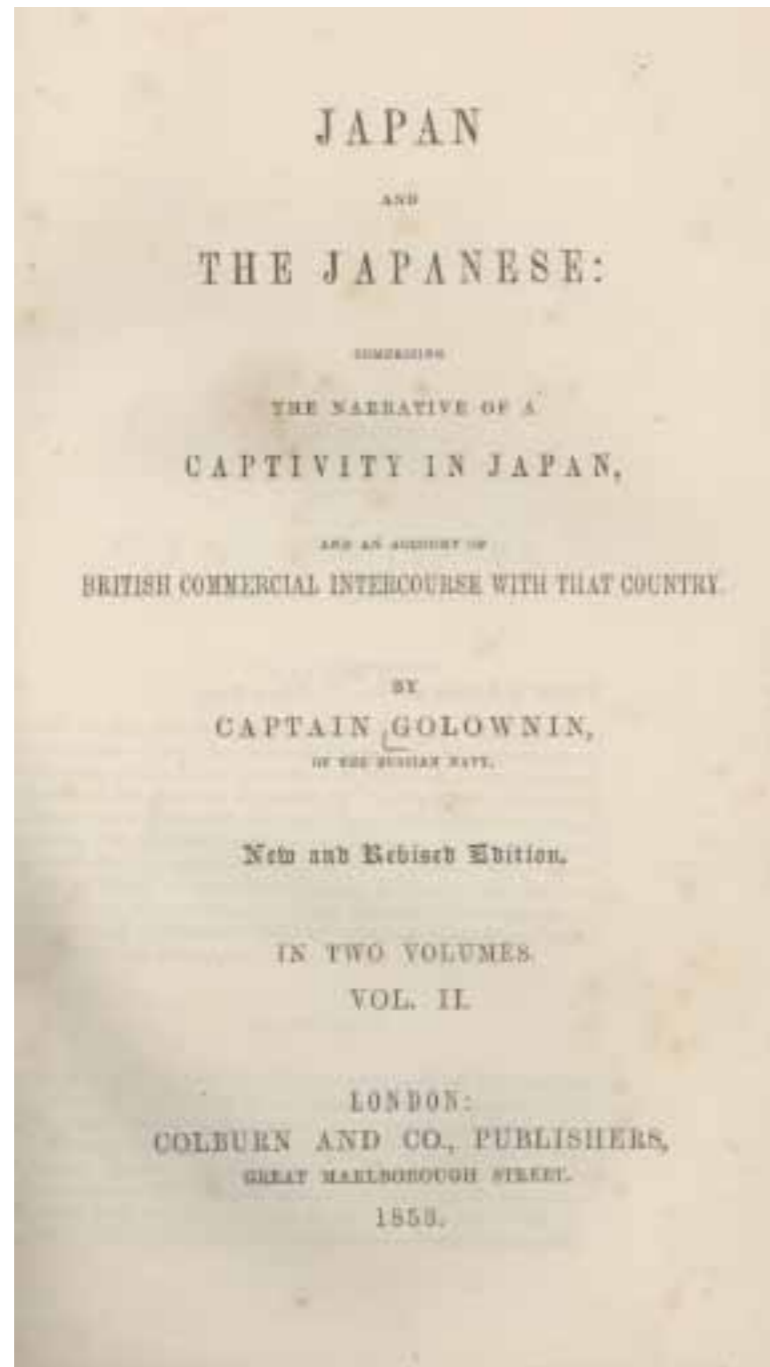 JAPAN
AND
THE JAPANESE:
COMPRISING
THE NARRATIVE OF A
CAPTIVITY IN JAPAN,
AND AN ACCOUNT OF
BRITISH COMMERCIAL INTERCOURSE WITH THAT COUNTRY.
BY
CAPTAIN GOLOWNIN,
OF THE RUSSIAN NAVY.
New and Revised Edition.
IN TWO VOLUMES.
VOL. II.
LONDON:
COLBURN AND CO., PUBLISHERS,
GREAT MARLBOROUGH STREET.
1853.